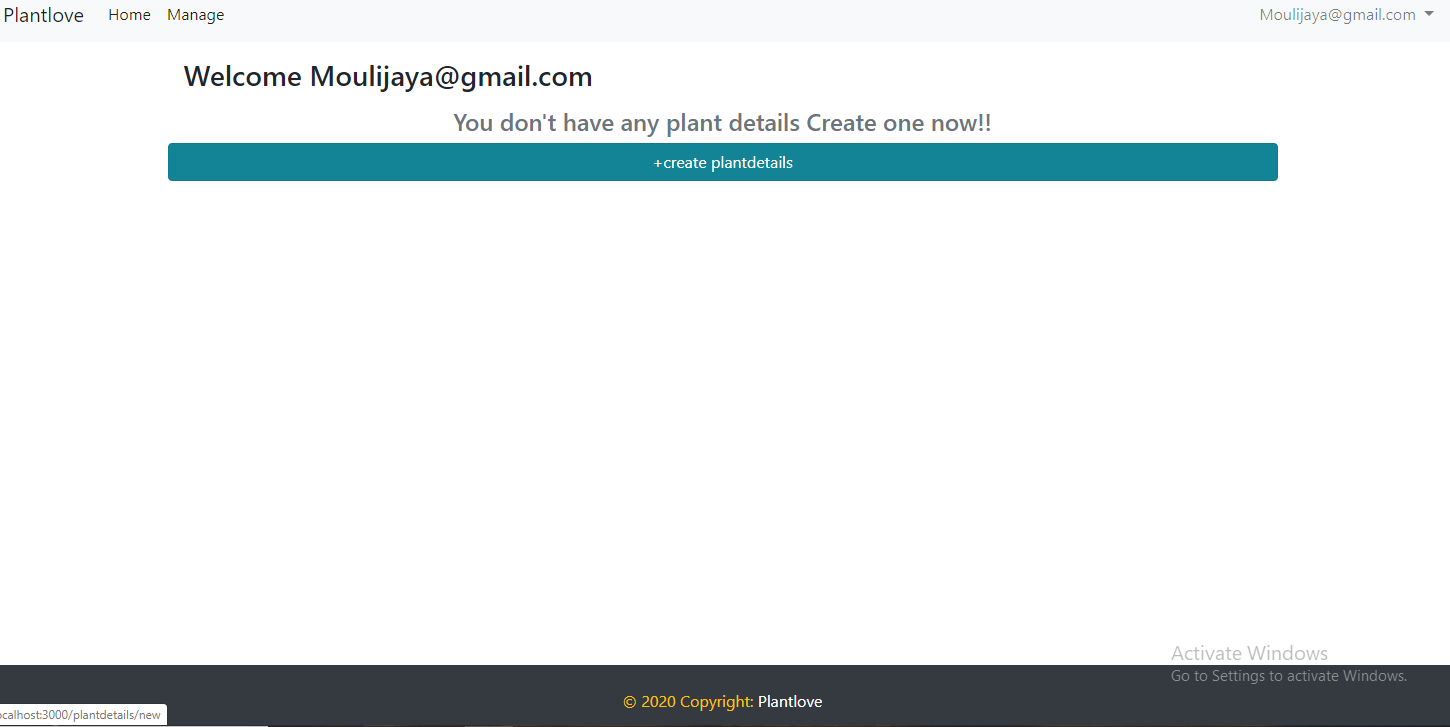 Plantlove Home Manage Moulijaya@gmail.com
Welcome Moulijaya@gmail.com
You don't have any plant details Create one now!!
+create plantdetails
Activate Windows
Go to Settings to activate Windows.
© 2020 Copyright: Plantlove
ocalhost:3000/plantdetails/new